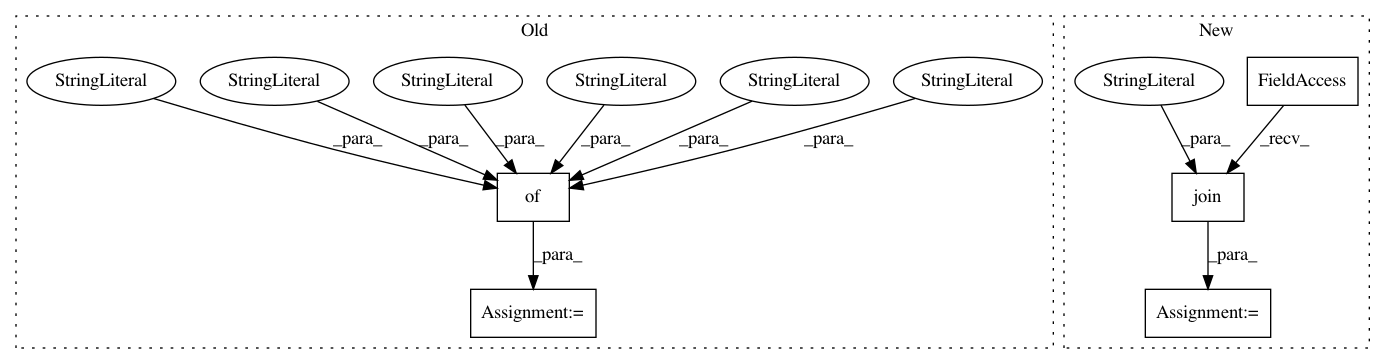 Old
New
StringLiteral StringLiteral StringLiteral StringLiteral StringLiteral StringLiteral StringLiteral FieldAccess
_para_ _para_ _para_ _para_ _para_ _para_ _para_ _recv_
of join
_para_ _para_
Assignment:= Assignment:=